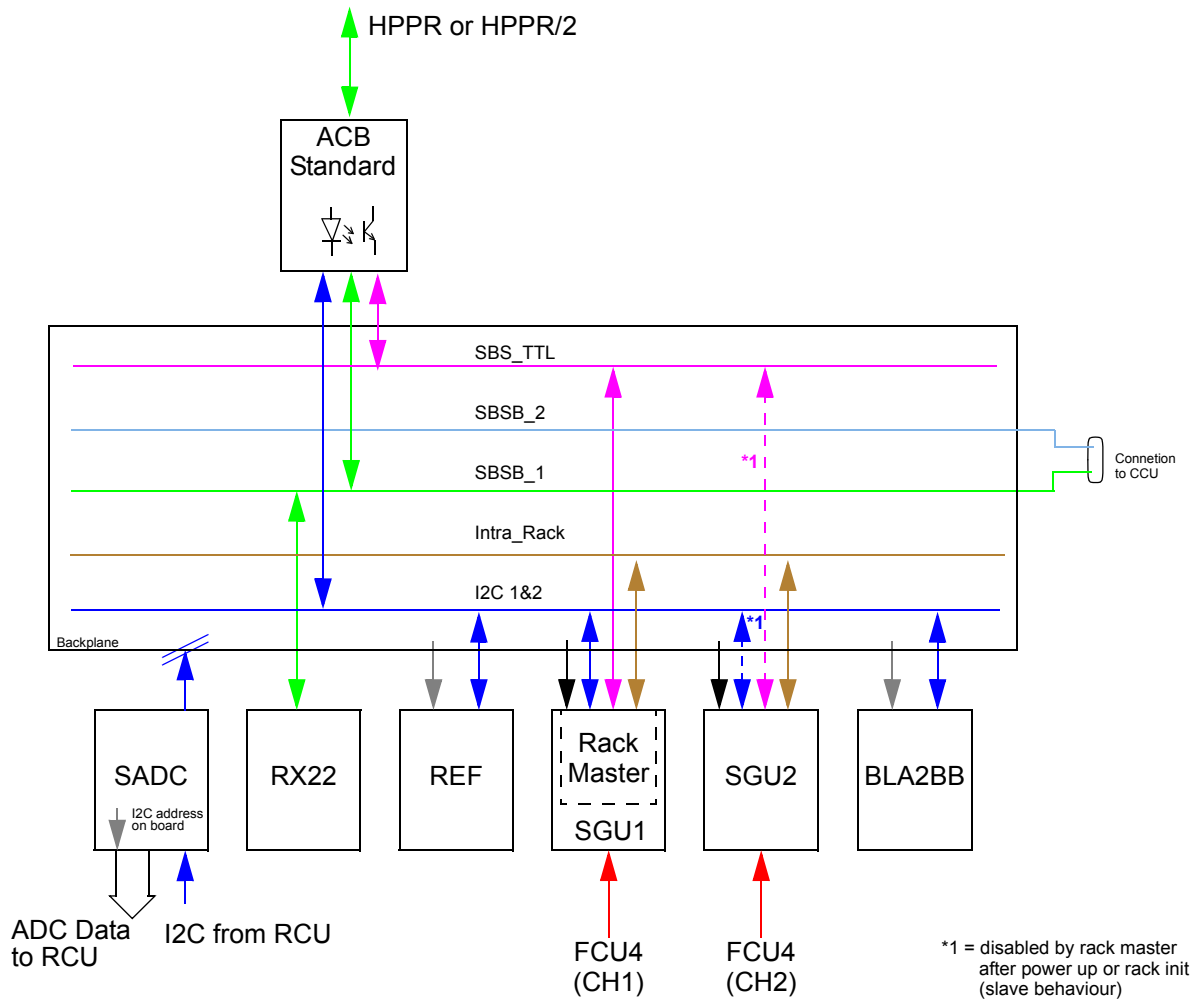 HPPR or HPPR/2
ACB
Standard
SBS_TTL
SBSB_2
*1
SBSB_1
Connetion
to CCU
Intra_Rack
I2C 1&2
*1
Backplane
SADC
I2C address
on board
RX22
REF
Rack
Master
SGU1
SGU2
BLA2BB
ADC Data
to RCU
I2C from RCU
FCU4
(CH1)
FCU4
(CH2)
*1 = disabled by rack master
after power up or rack init
(slave behaviour)